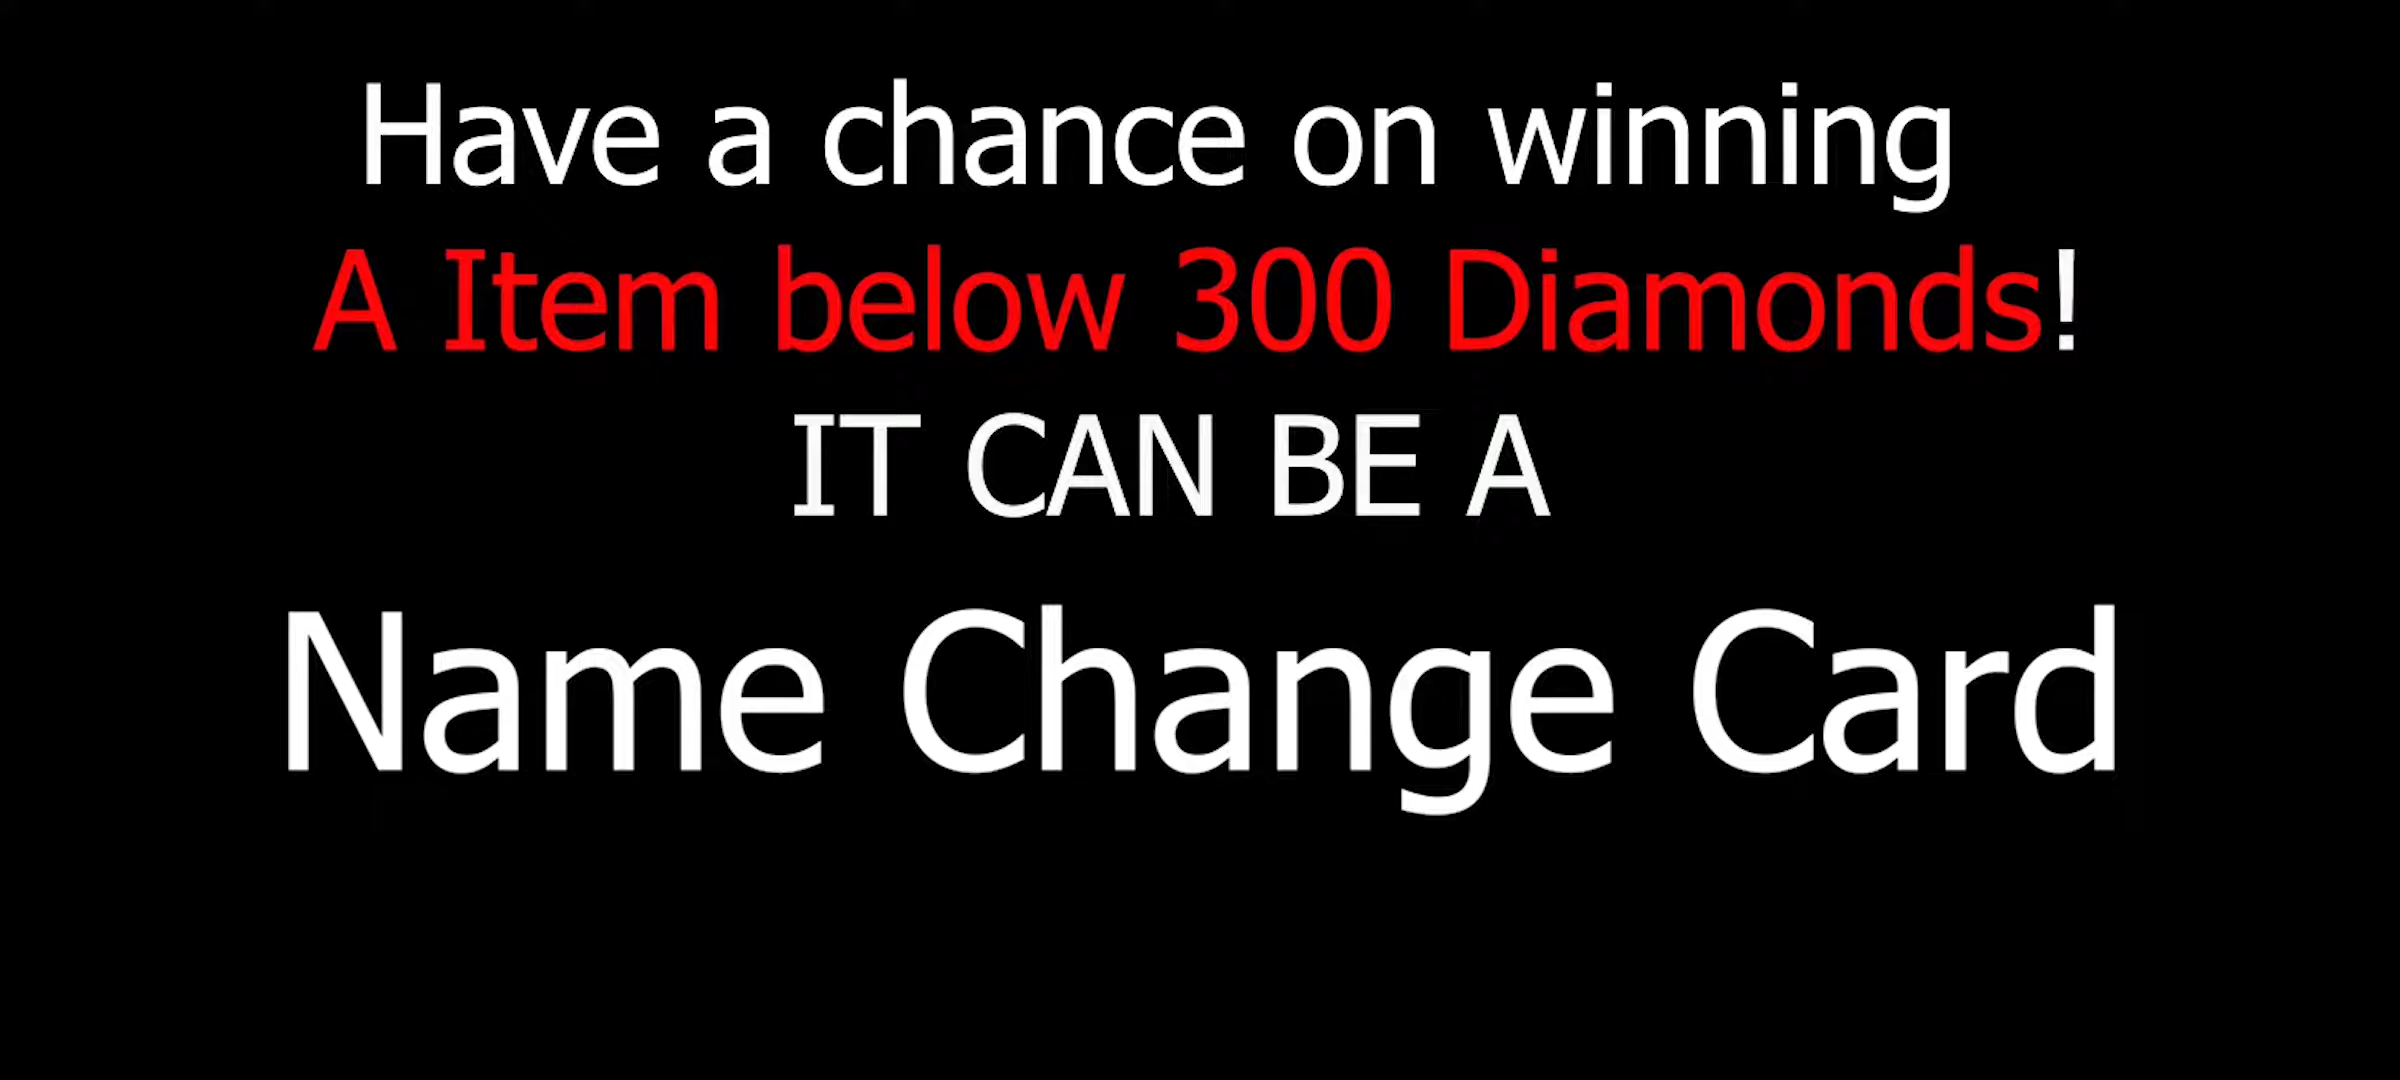 Have a chance on winning
A Item below 300 Diamonds!
IT CAN BE A
Name Change Card